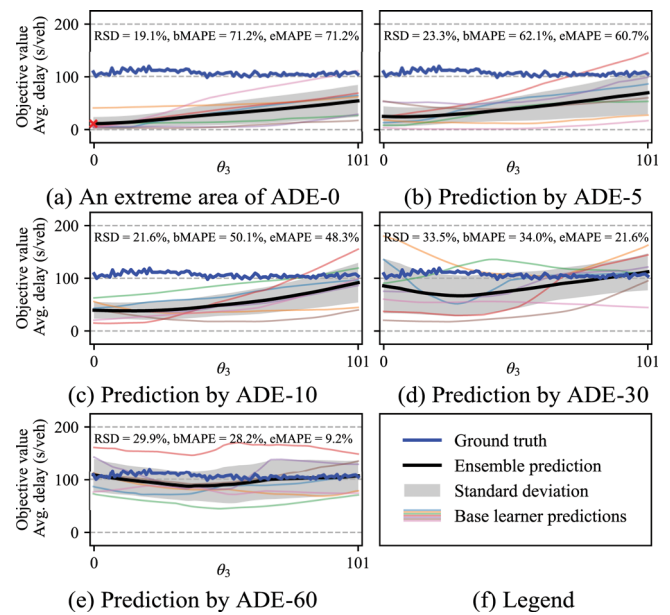 Objective value
Avg. delay (s/veh)
200
100
0
RSD = 19.1%, bMAPE = 71.2%, eMAPE = 71.2%
0
θ3
101
(a) An extreme area of ADE-0
RSD = 23.3%, bMAPE = 62.1%, eMAPE = 60.7%
0
θ3
101
(b) Prediction by ADE-5
Objective value
Avg. delay (s/veh)
200
100
0
RSD = 21.6%, bMAPE = 50.1%, eMAPE = 48.3%
0
θ3
101
(c) Prediction by ADE-10
RSD = 33.5%, bMAPE = 34.0%, eMAPE = 21.6%
0
θ3
101
(d) Prediction by ADE-30
Objective value
Avg. delay (s/veh)
200
100
0
RSD = 29.9%, bMAPE = 28.2%, eMAPE = 9.2%
0
θ3
101
(e) Prediction by ADE-60
Ground truth
Ensemble prediction
Standard deviation
Base learner predictions
(f) Legend